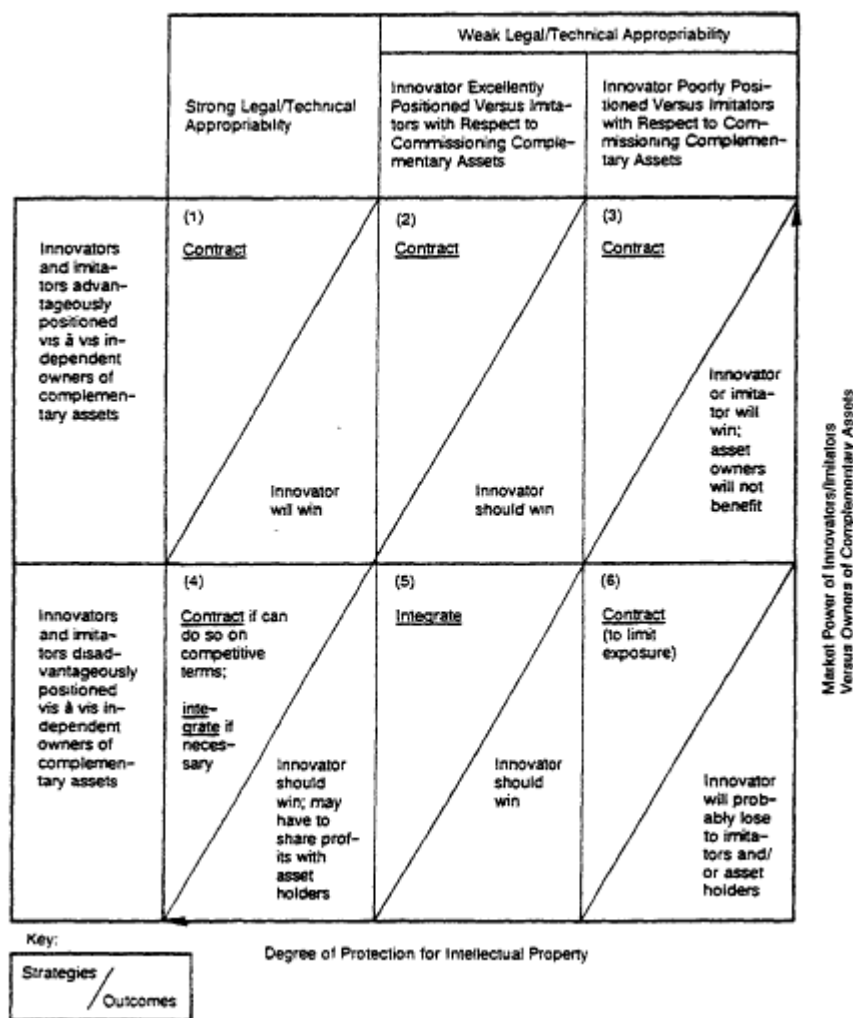 Weak Legal/Technical Appropriability
Strong Legal/Technical
Appropriability
Innovator Excellently
Positioned Versus Imita-
tors with Respect to
Commissioning Comple-
mentary Assets
Innovator Poorly Posi-
tioned Versus Imitators
with Respect to Com-
missioning Complemen-
tary Assets
Innovators
and imita-
tors advan-
tageously
positioned
vis à vis in-
dependent
owners of
complemen-
tary assets
(1)
Contract
Innovator
will win
(2)
Contract
Innovator
should win
(3)
Contract
Innovator
or imita-
tor will
win;
asset
owners
will not
benefit
Innovators
and imita-
tors disad-
vantageously
positioned
vis à vis in-
dependent
owners of
complemen-
tary assets
(4)
Contract if can
do so on
competitive
terms;
inte-
grate if
neces-
sary
Innovator
should
win; may
have to
share prof-
its with
asset
holders
(5)
Integrate
Innovator
should
win
(6)
Contract
(to limit
exposure)
Innovator
will prob-
ably lose
to imita-
tors and/
or asset
holders
Market Power of Innovators/Imitators
Versus Owners of Complementary Assets
Degree of Protection for Intellectual Property
Key:
Strategies
Outcomes